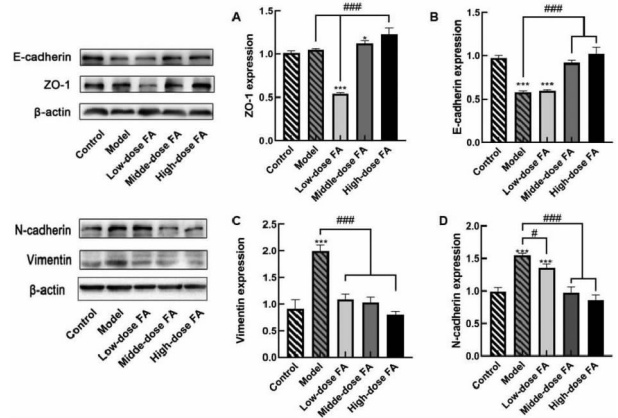 E-cadherin
ZO-1
β-actin
Control
Model
Low-dose FA
Midde-dose FA
High-dose FA
A
###
ZO-1 expression
1.5
1.0
0.5
0.0
***
*
Control
Model
Low-dose FA
Middle-dose FA
High-dose FA
B
###
E-cadherin expression
1.5
1.0
0.5
0.0
***
***
Control
Model
Low-dose FA
Midde-dose FA
High-dose FA
N-cadherin
Vimentin
β-actin
Control
Model
Low-dose FA
Midde-dose FA
High-dose FA
C
###
Vimentin expression
2.5
2.0
1.5
1.0
0.5
0.0
***
Control
Model
Low-dose FA
Midde-dose FA
High-dose FA
D
###
#
N-cadherin expression
2.0
1.5
1.0
0.5
0.0
***
***
Control
Model
Low-dose FA
Midde-dose FA
High-dose FA